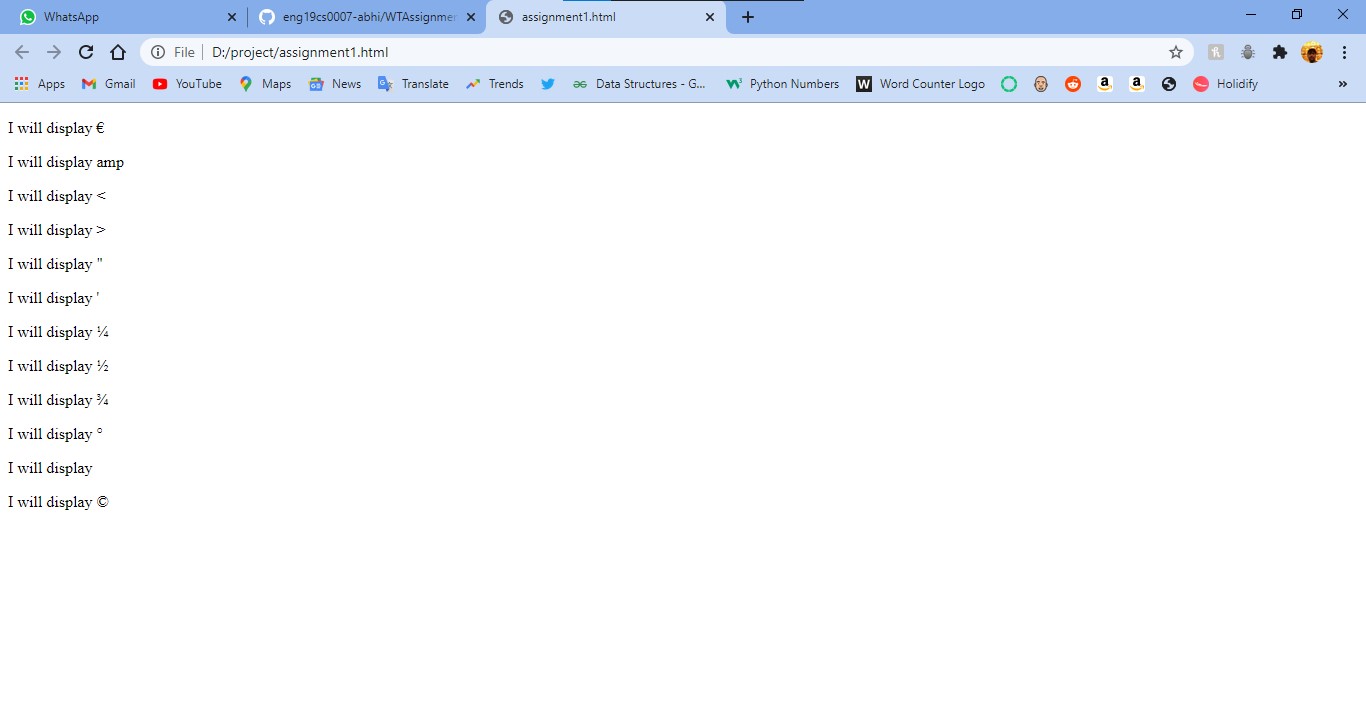 WhatsApp eng19cs0007-abhi/WTAssignmen assignment1.html
File D:/project/assignment1.html
Apps Gmail YouTube Maps News Translate Trends Data Structures - G... Python Numbers W Word Counter Logo Holidify »
I will display €
I will display amp
I will display <
I will display >
I will display "
I will display '
I will display ¼
I will display ½
I will display ¾
I will display °
I will display
I will display ©